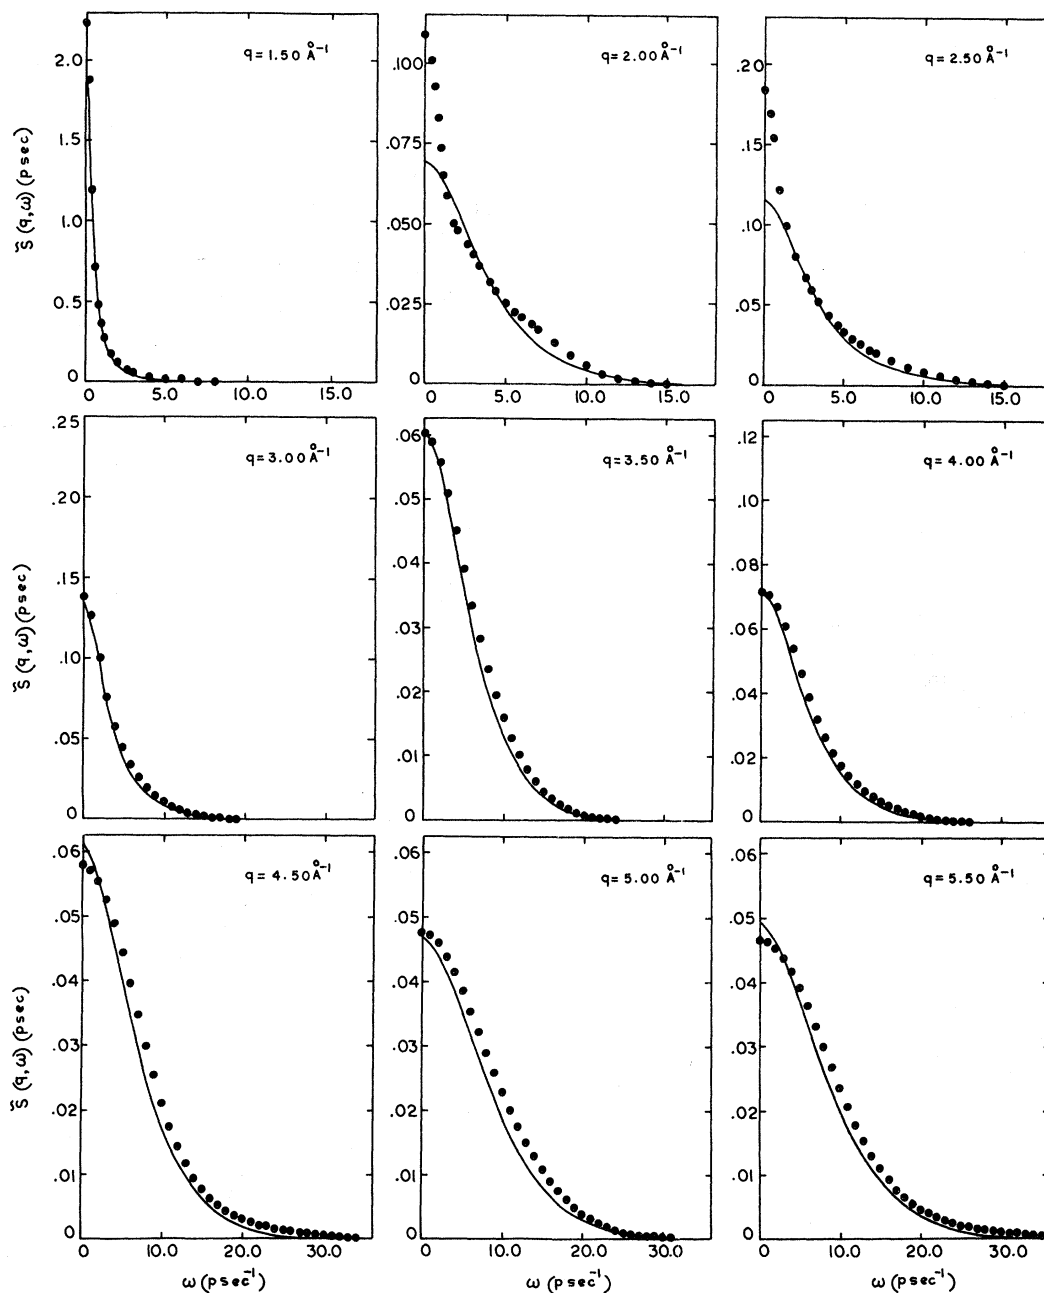 q=1.50 Å⁻¹
2.0
1.5
1.0
0.5
0
S̃ (q,ω) (psec)
0 5.0 10.0 15.0
q=2.00 Å⁻¹
.100
.075
.050
.025
0
0 5.0 10.0 15.0
q=2.50 Å⁻¹
.20
.15
.10
.05
0
0 5.0 10.0 15.0
q=3.00 Å⁻¹
.25
.20
.15
.10
.05
0
S̃ (q,ω) (psec)
q=3.50 Å⁻¹
.06
.05
.04
.03
.02
.01
0
q=4.00 Å⁻¹
.12
.10
.08
.06
.04
.02
0
q=4.50 Å⁻¹
.06
.05
.04
.03
.02
.01
0
S̃ (q,ω) (psec)
0 10.0 20.0 30.0
ω (psec⁻¹)
q=5.00 Å⁻¹
.06
.05
.04
.03
.02
.01
0
0 10.0 20.0 30.0
ω (psec⁻¹)
q=5.50 Å⁻¹
.06
.05
.04
.03
.02
.01
0
0 10.0 20.0 30.0
ω (psec⁻¹)